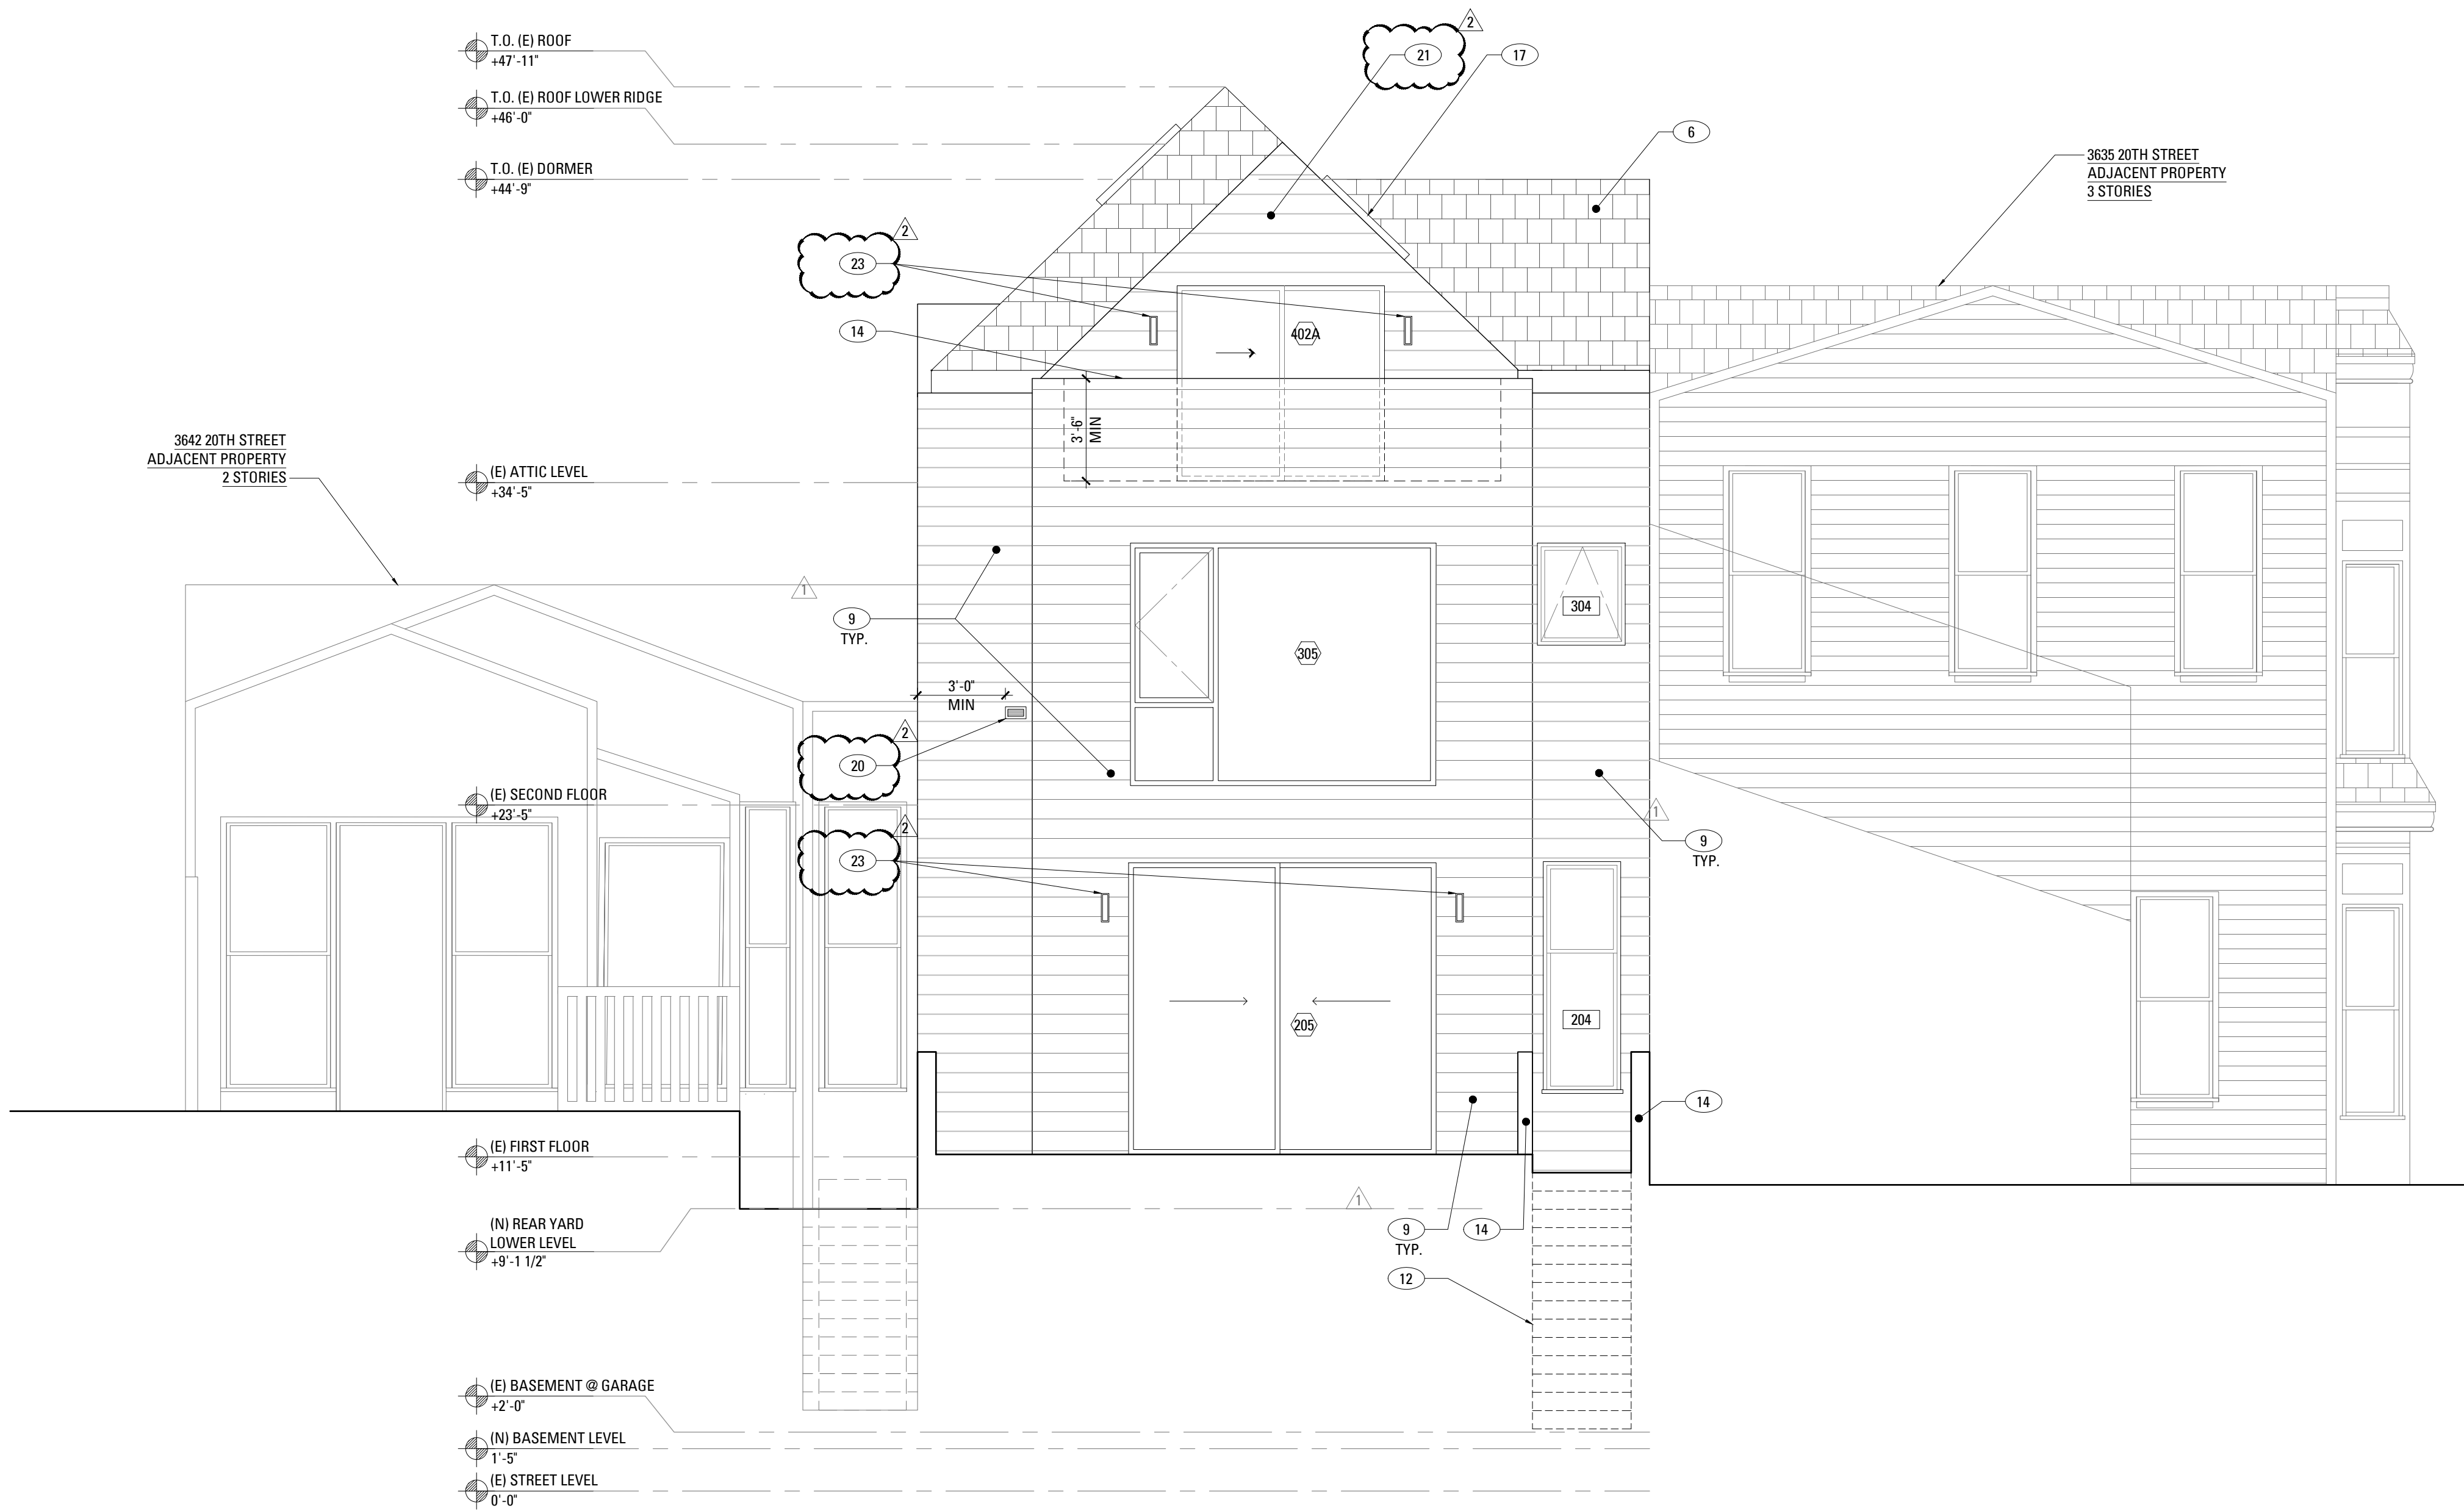 T.O. (E) ROOF
+47'-11"
T.O. (E) ROOF LOWER RIDGE
+46'-0"
T.O. (E) DORMER
+44'-9"
2
21
17
6
3635 20TH STREET
ADJACENT PROPERTY
3 STORIES
2
23
14
402A
3'-6"
MIN
3642 20TH STREET
ADJACENT PROPERTY
2 STORIES
(E) ATTIC LEVEL
+34'-5"
1
9
TYP.
304
305
3'-0"
MIN
2
20
(E) SECOND FLOOR
+23'-5"
1
2
23
9
TYP.
205
204
14
(E) FIRST FLOOR
+11'-5"
1
(N) REAR YARD
LOWER LEVEL
+9'-1 1/2"
9
TYP.
14
12
(E) BASEMENT @ GARAGE
+2'-0"
(N) BASEMENT LEVEL
1'-5"
(E) STREET LEVEL
0'-0"